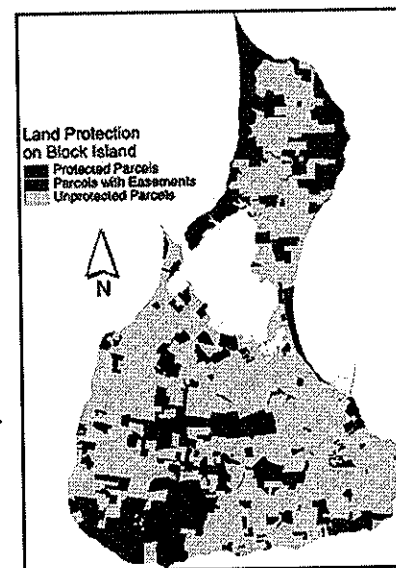 Land Protection
on Block Island
Protected Parcels
Parcels with Easements
Unprotected Parcels
N